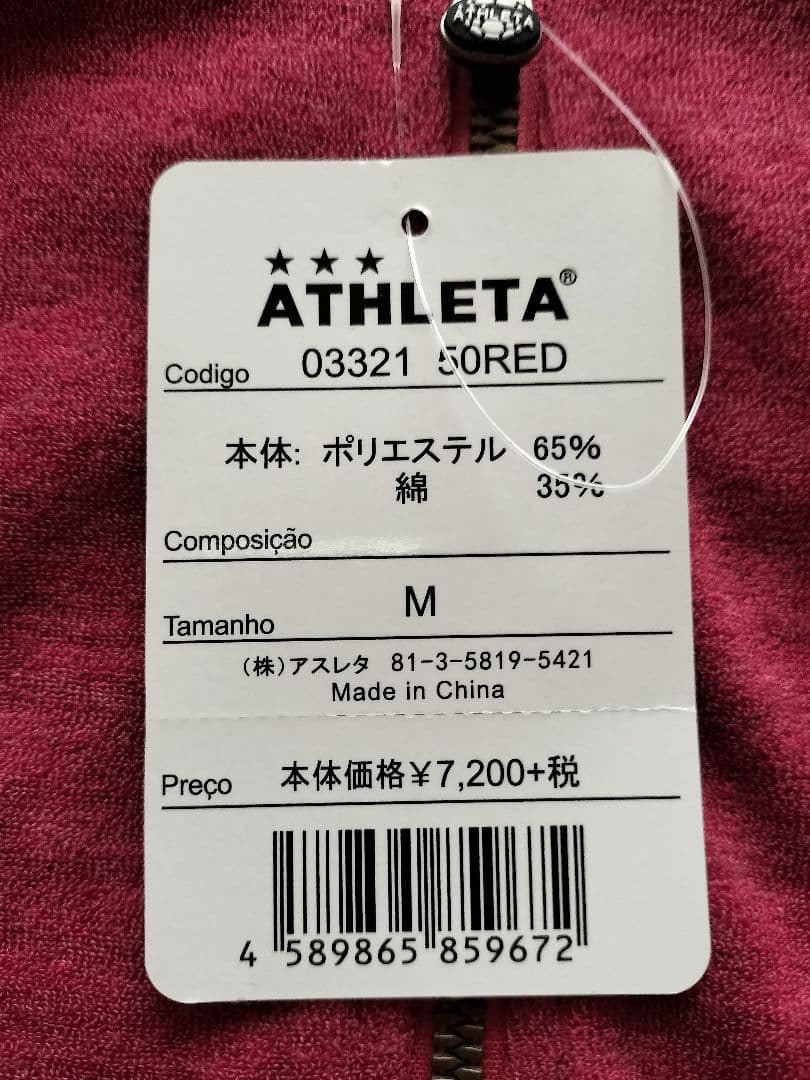 ATHLETA
★★★
ATHLETA®
Codigo 03321 50RED
本体: ポリエステル 65%
綿 35%
Composição
Tamanho M
(株)アスレタ 81-3-5819-5421
Made in China
Preço 本体価格¥7,200+税
4 589865 859672